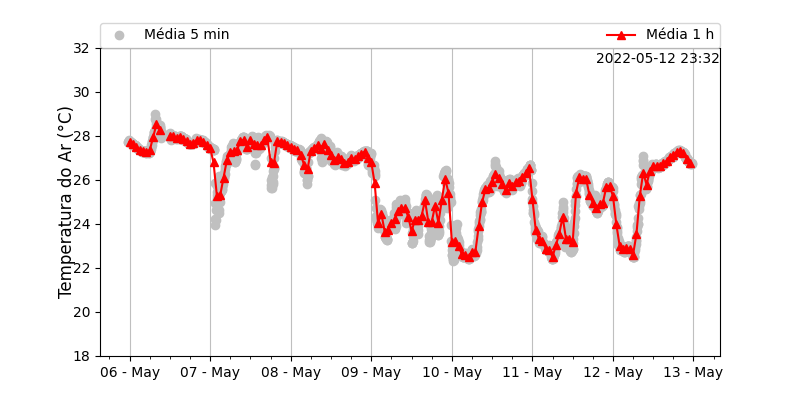 Média 5 min
Média 1 h
2022-05-12 23:32
Temperatura do Ar (°C)
32
30
28
26
24
22
20
18
06 - May
07 - May
08 - May
09 - May
10 - May
11 - May
12 - May
13 - May